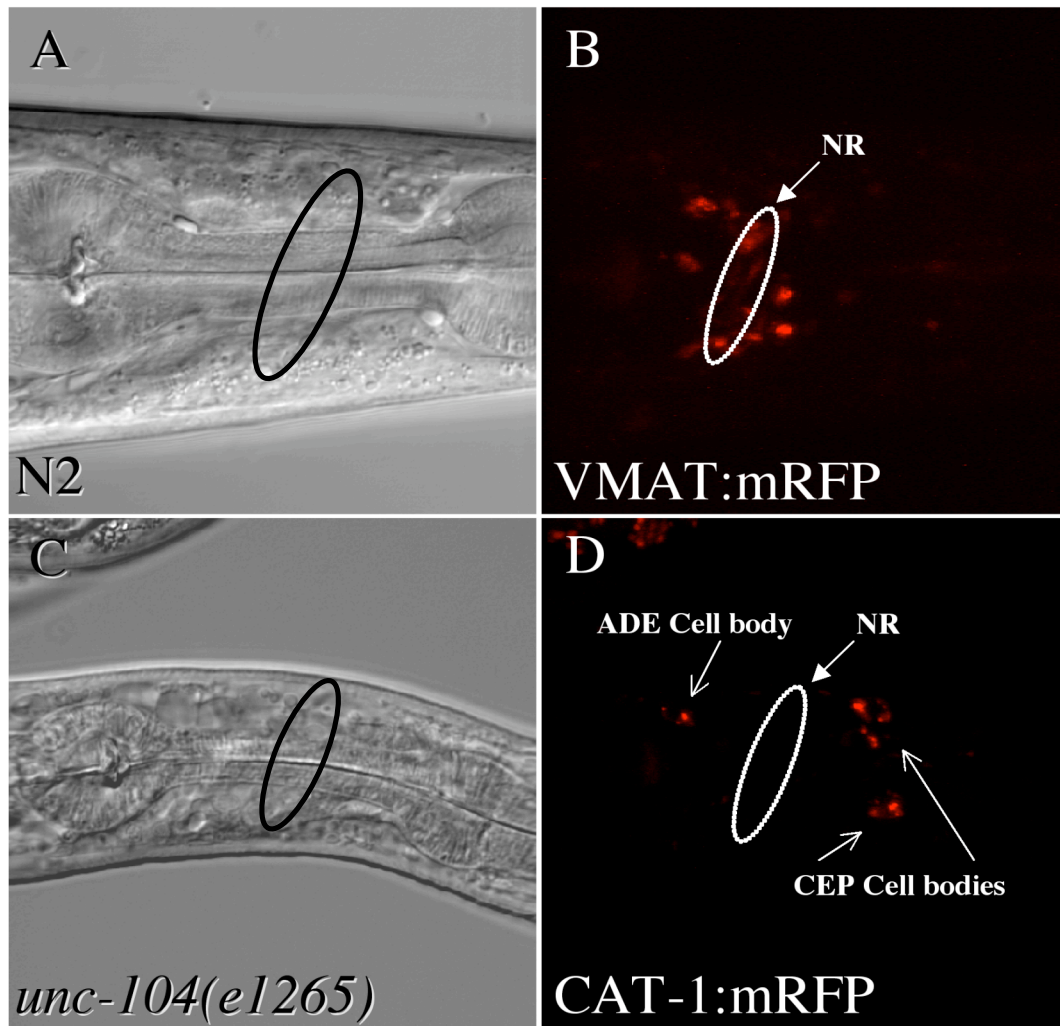 A
B
NR
N2
VMAT:mRFP
C
D
ADE Cell body
NR
CEP Cell bodies
unc-104(e1265)
CAT-1:mRFP